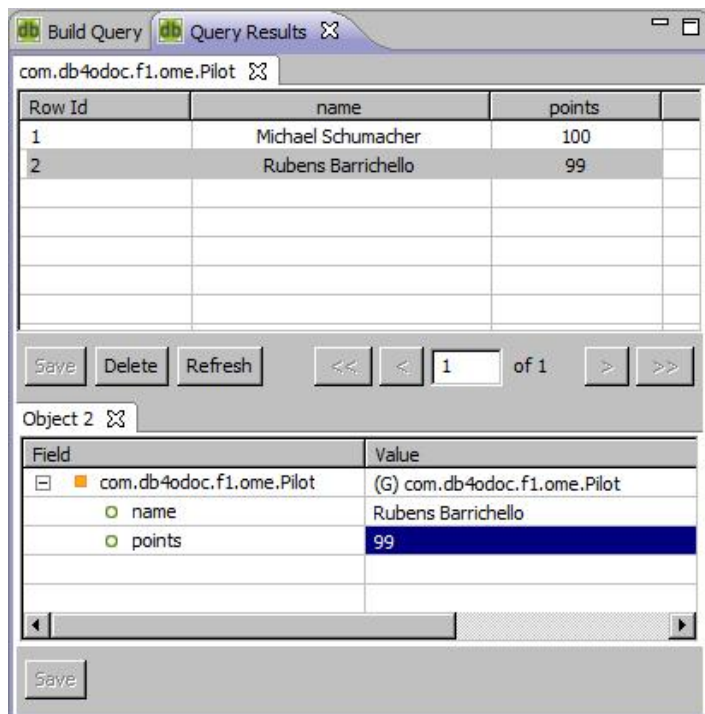 db Build Query db Query Results
com.db4odoc.f1.ome.Pilot
Row Id name points
1 Michael Schumacher 100
2 Rubens Barrichello 99
Save Delete Refresh << < 1 of 1 > >>
Object 2
Field Value
com.db4odoc.f1.ome.Pilot (G) com.db4odoc.f1.ome.Pilot
name Rubens Barrichello
points 99
Save